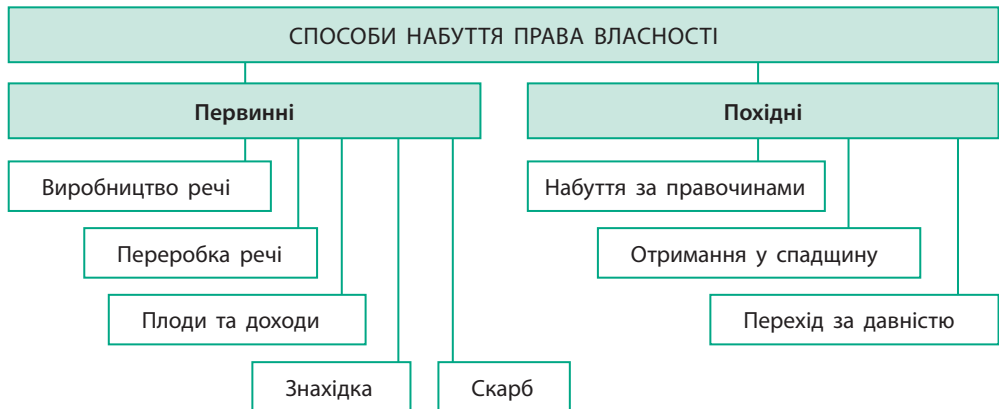 СПОСОБИ НАБУТТЯ ПРАВА ВЛАСНОСТІ
Первинні
Виробництво речі
Переробка речі
Плоди та доходи
Знахідка
Скарб
Похідні
Набуття за правочинами
Отримання у спадщину
Перехід за давністю